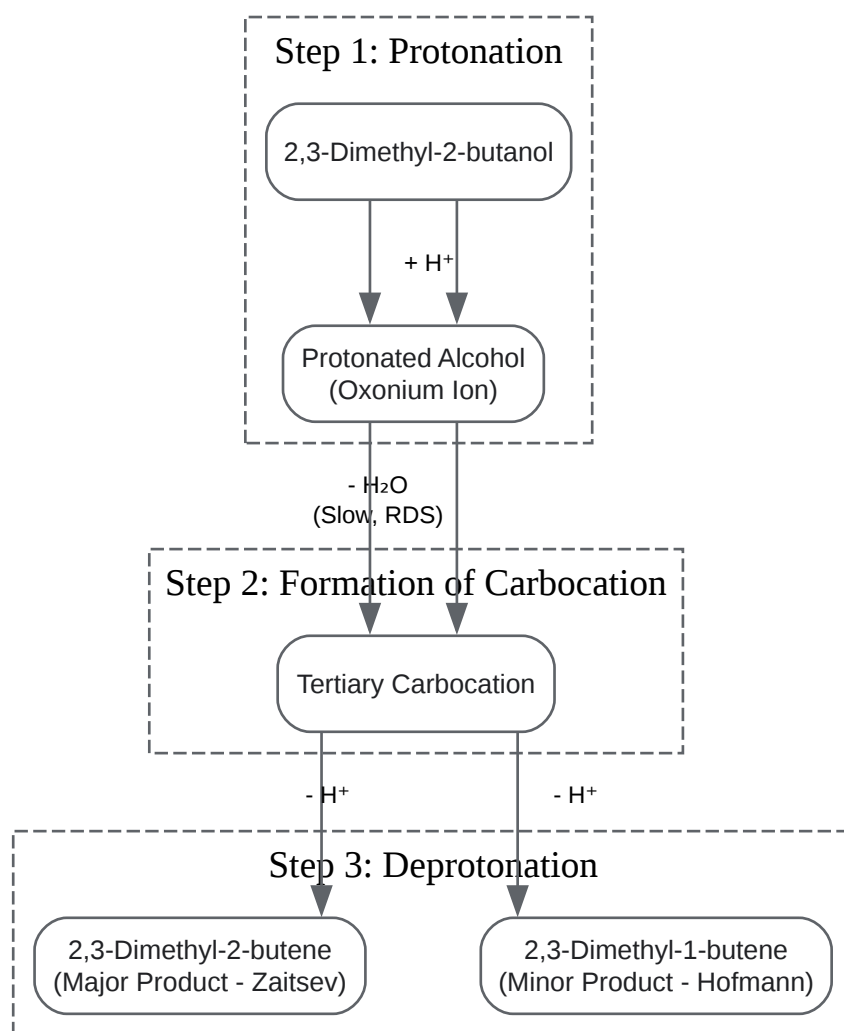 Step 1: Protonation
2,3-Dimethyl-2-butanol
+ H⁺
Protonated Alcohol
(Oxonium Ion)
- H₂O
(Slow, RDS)
Step 2: Formation of Carbocation
Tertiary Carbocation
- H⁺
- H⁺
Step 3: Deprotonation
2,3-Dimethyl-2-butene
(Major Product - Zaitsev)
2,3-Dimethyl-1-butene
(Minor Product - Hofmann)